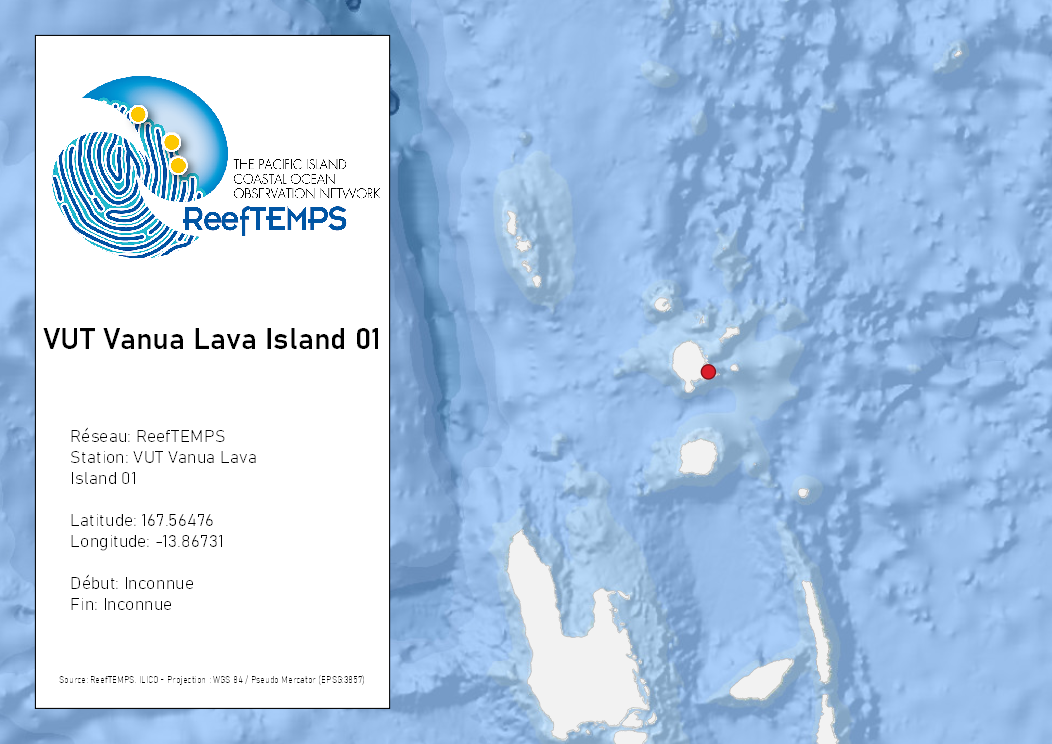 THE PACIFIC ISLAND
COASTAL OCEAN
OBSERVATION NETWORK
ReefTEMPS
VUT Vanua Lava Island 01
Réseau: ReefTEMPS
Station: VUT Vanua Lava
Island 01
Latitude: 167.56476
Longitude: -13.86731
Début: Inconnue
Fin: Inconnue
Source: ReefTEMPS, ILICO - Projection : WGS 84 / Pseudo Mercator (EPSG:3857)